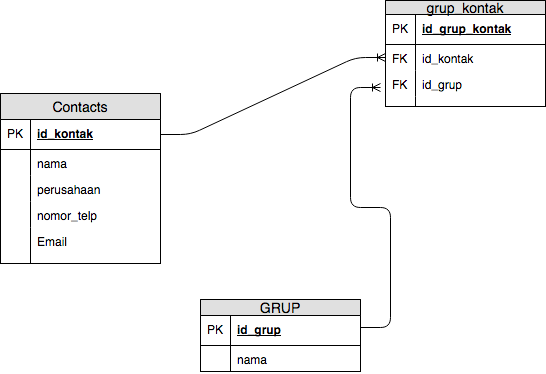 grup_kontak
PK id_grup_kontak
FK id_kontak
FK id_grup
Contacts
PK id_kontak
nama
perusahaan
nomor_telp
Email
GRUP
PK id_grup
nama